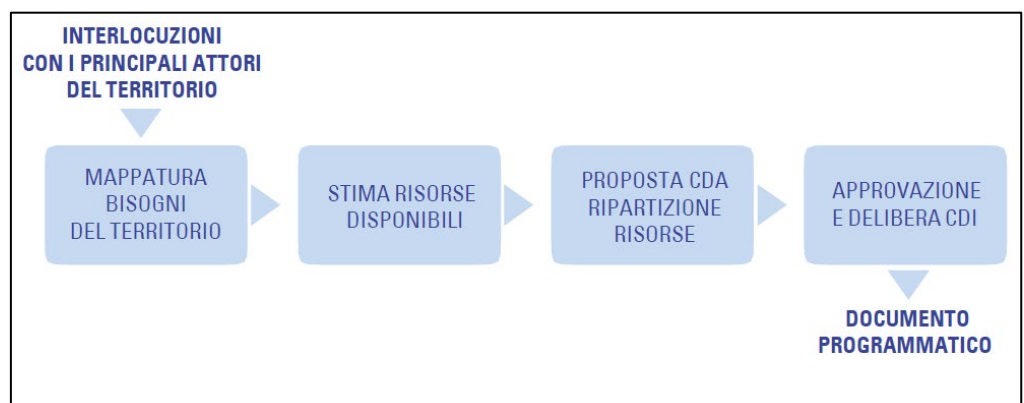 INTERLOCUZIONI
CON I PRINCIPALI ATTORI
DEL TERRITORIO
MAPPATURA
BISOGNI
DEL TERRITORIO
STIMA RISORSE
DISPONIBILI
PROPOSTA CDA
RIPARTIZIONE
RISORSE
APPROVAZIONE
E DELIBERA CDI
DOCUMENTO
PROGRAMMATICO